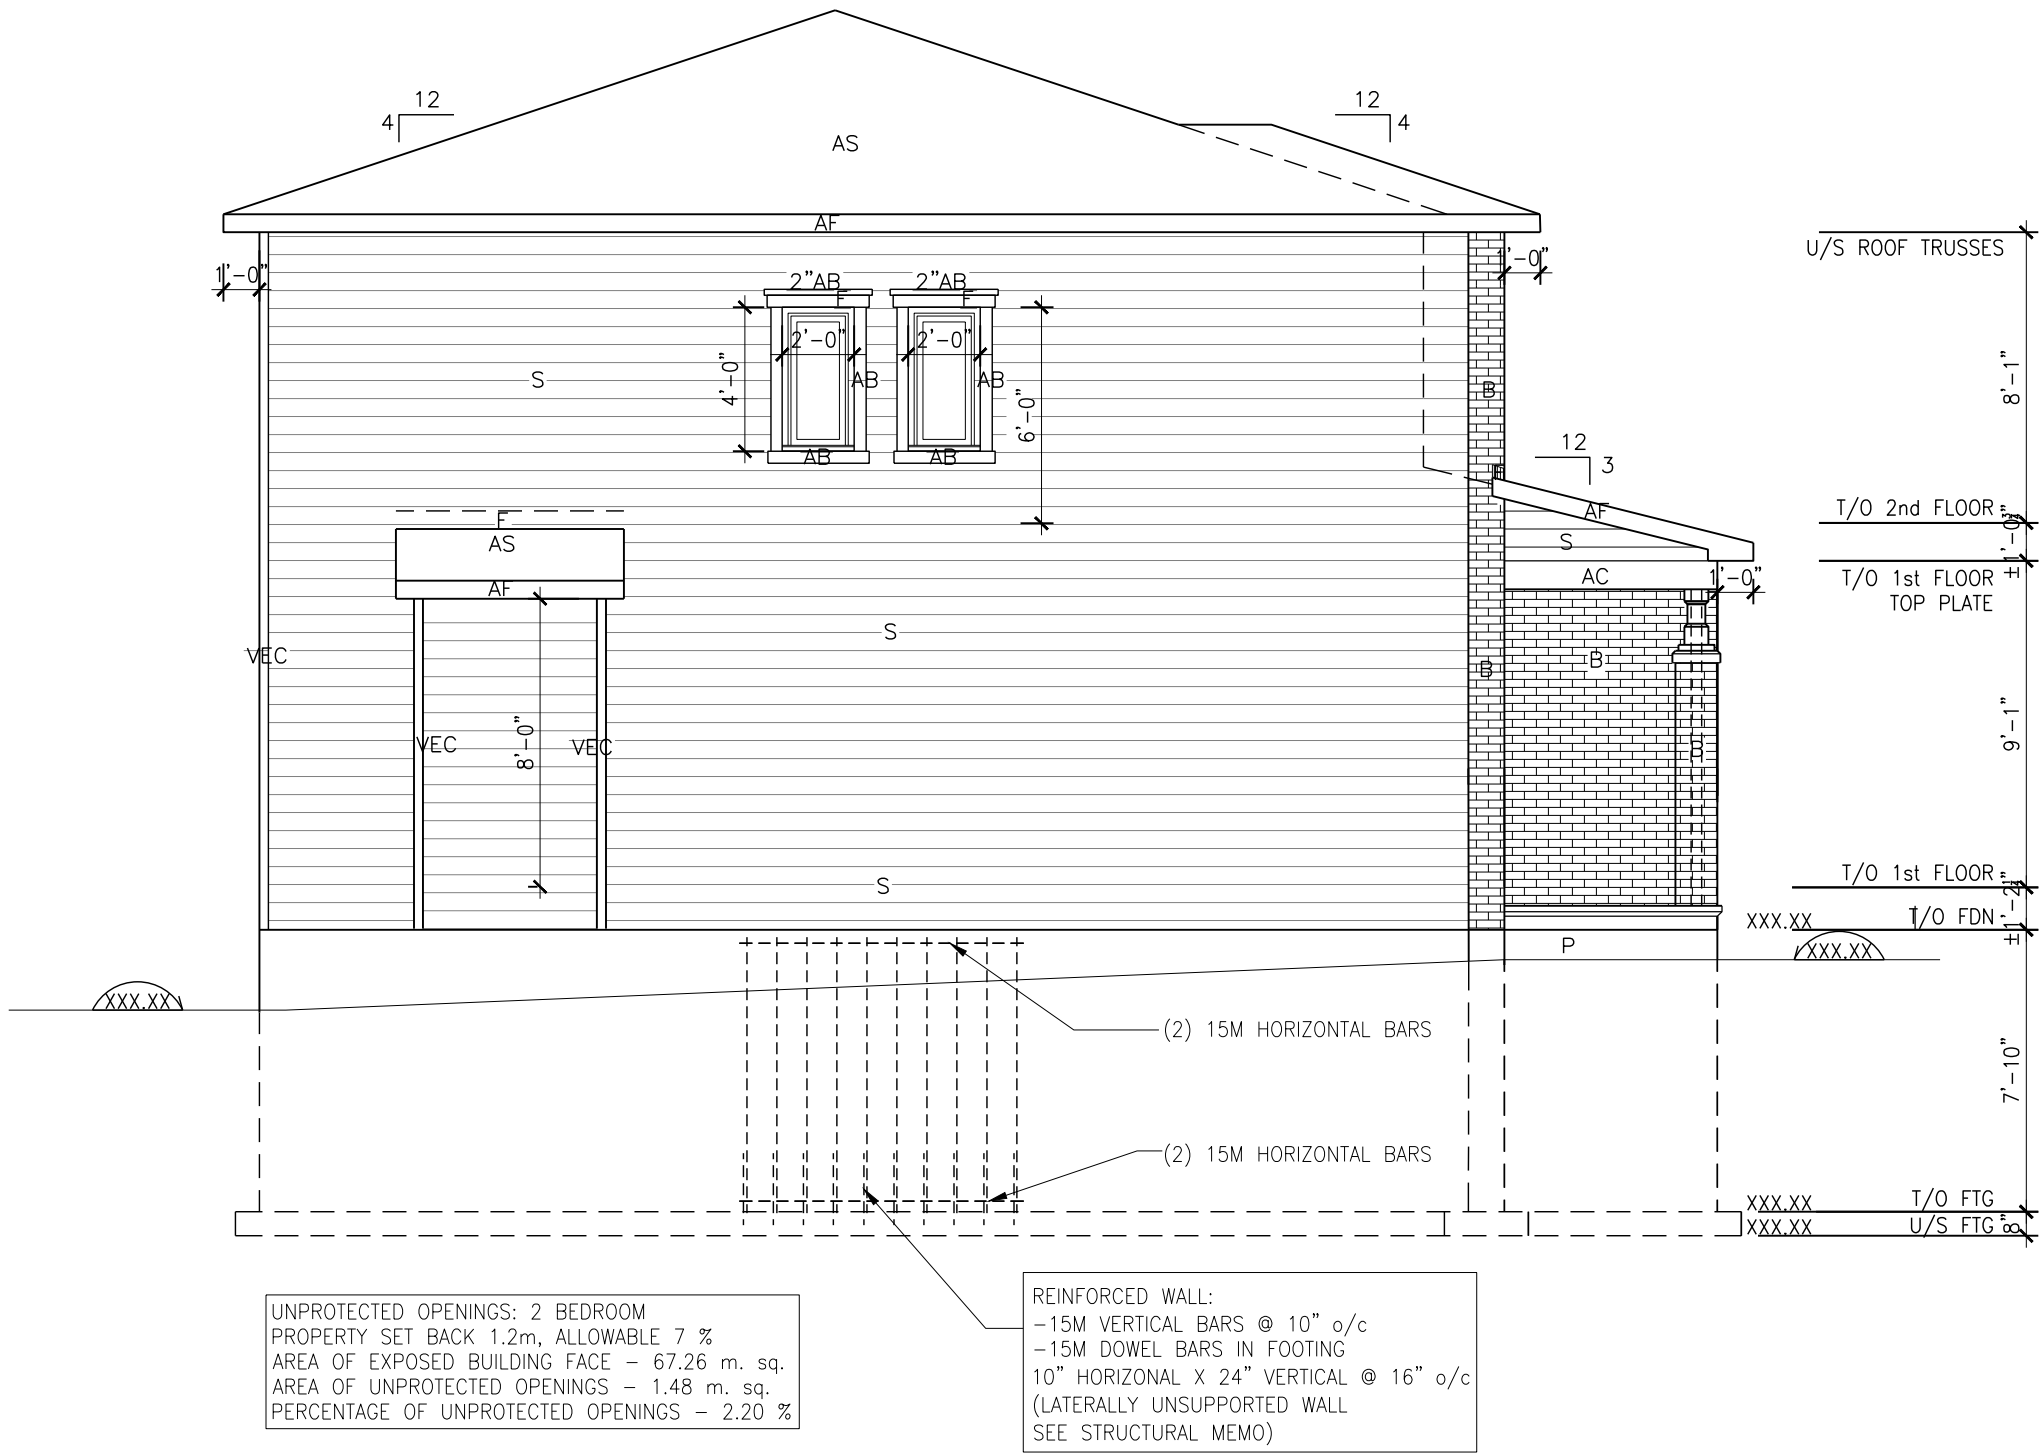 12
4
12
4
AS
AF
U/S ROOF TRUSSES
1'-0"
1'-0"
2"AB
2"AB
F
F
2'-0"
2'-0"
4'-0"
S
AB
AB
6'-0"
B
8'-1"
12
3
AB
AB
F
AF
T/O 2nd FLOOR
F
AS
S
AC
1'-0"
T/O 1st FLOOR
TOP PLATE
AF
S
VEC
B
B
VEC
8'-0"
VEC
B
9'-1"
S
T/O 1st FLOOR
XXX.XX
T/O FDN
P
XXX.XX
XXX.XX
(2) 15M HORIZONTAL BARS
7'-10"
(2) 15M HORIZONTAL BARS
XXX.XX
T/O FTG
XXX.XX
U/S FTG
8"
UNPROTECTED OPENINGS: 2 BEDROOM
PROPERTY SET BACK 1.2m, ALLOWABLE 7 %
AREA OF EXPOSED BUILDING FACE - 67.26 m. sq.
AREA OF UNPROTECTED OPENINGS - 1.48 m. sq.
PERCENTAGE OF UNPROTECTED OPENINGS - 2.20 %
REINFORCED WALL:
-15M VERTICAL BARS @ 10" o/c
-15M DOWEL BARS IN FOOTING
10" HORIZONAL X 24" VERTICAL @ 16" o/c
(LATERALLY UNSUPPORTED WALL
SEE STRUCTURAL MEMO)